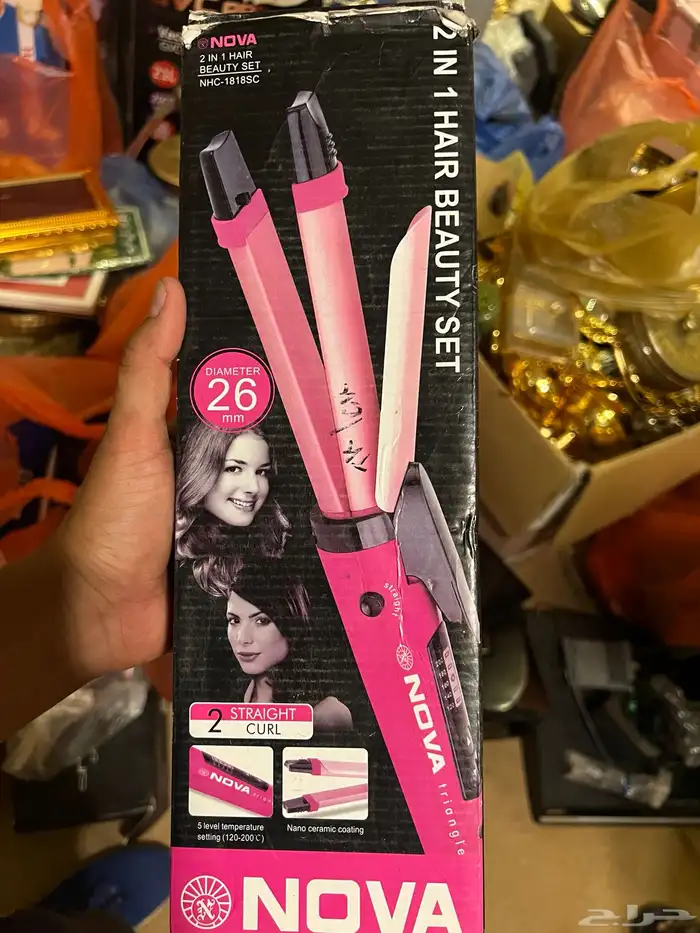 NOVA
2 IN 1 HAIR
BEAUTY SET
NHC-1818SC
2 IN 1 HAIR BEAUTY SET
DIAMETER
26
mm
straight
NOVA
triangle
2 STRAIGHT
CURL
NOVA
5 level temperature
setting (120-200°C)
Nano ceramic coating
NOVA
حراج